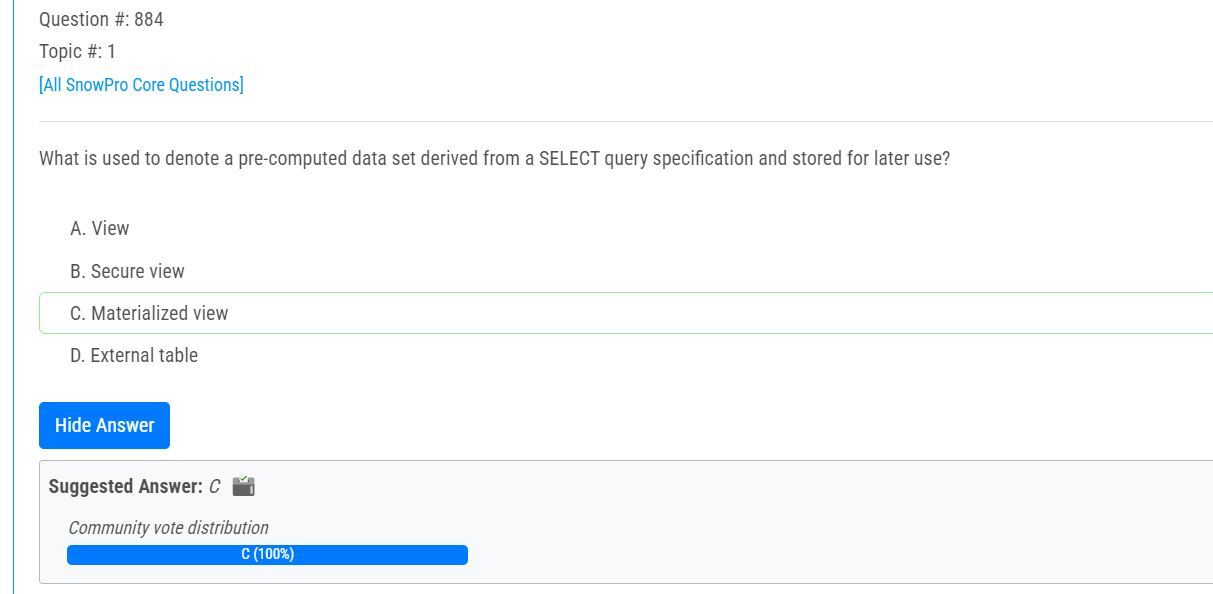 Question #: 884
Topic #: 1
[All SnowPro Core Questions]
What is used to denote a pre-computed data set derived from a SELECT query specification and stored for later use?
A. View
B. Secure view
C. Materialized view
D. External table
Hide Answer
Suggested Answer: C
Community vote distribution
C (100%)